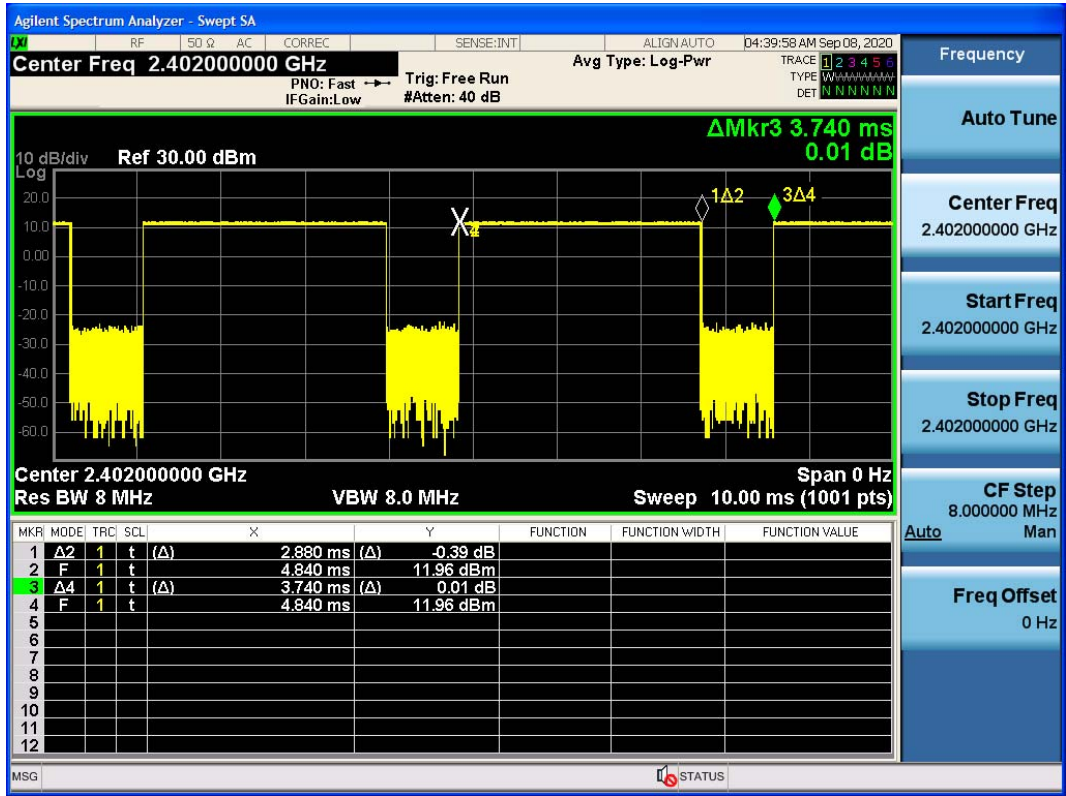 Agilent Spectrum Analyzer - Swept SA
LXI RF 50 Ω AC CORREC SENSE:INT ALIGN AUTO 04:39:58 AM Sep 08, 2020
Center Freq 2.402000000 GHz
PNO: Fast
IFGain:Low
Trig: Free Run
#Atten: 40 dB
Avg Type: Log-Pwr
TRACE 1 2 3 4 5 6
TYPE W
DET N N N N N N
ΔMkr3 3.740 ms
0.01 dB
10 dB/div Ref 30.00 dBm
Log
20.0
10.0
0.00
-10.0
-20.0
-30.0
-40.0
-50.0
-60.0
1Δ2
3Δ4
X
Center 2.402000000 GHz Span 0 Hz
Res BW 8 MHz VBW 8.0 MHz Sweep 10.00 ms (1001 pts)
MKR MODE TRC SCL X Y FUNCTION FUNCTION WIDTH FUNCTION VALUE
1 Δ2 1 t (Δ) 2.880 ms (Δ) -0.39 dB
2 F 1 t 4.840 ms 11.96 dBm
3 Δ4 1 t (Δ) 3.740 ms (Δ) 0.01 dB
4 F 1 t 4.840 ms 11.96 dBm
5
6
7
8
9
10
11
12
MSG STATUS
Frequency
Auto Tune
Center Freq
2.402000000 GHz
Start Freq
2.402000000 GHz
Stop Freq
2.402000000 GHz
CF Step
8.000000 MHz
Auto Man
Freq Offset
0 Hz